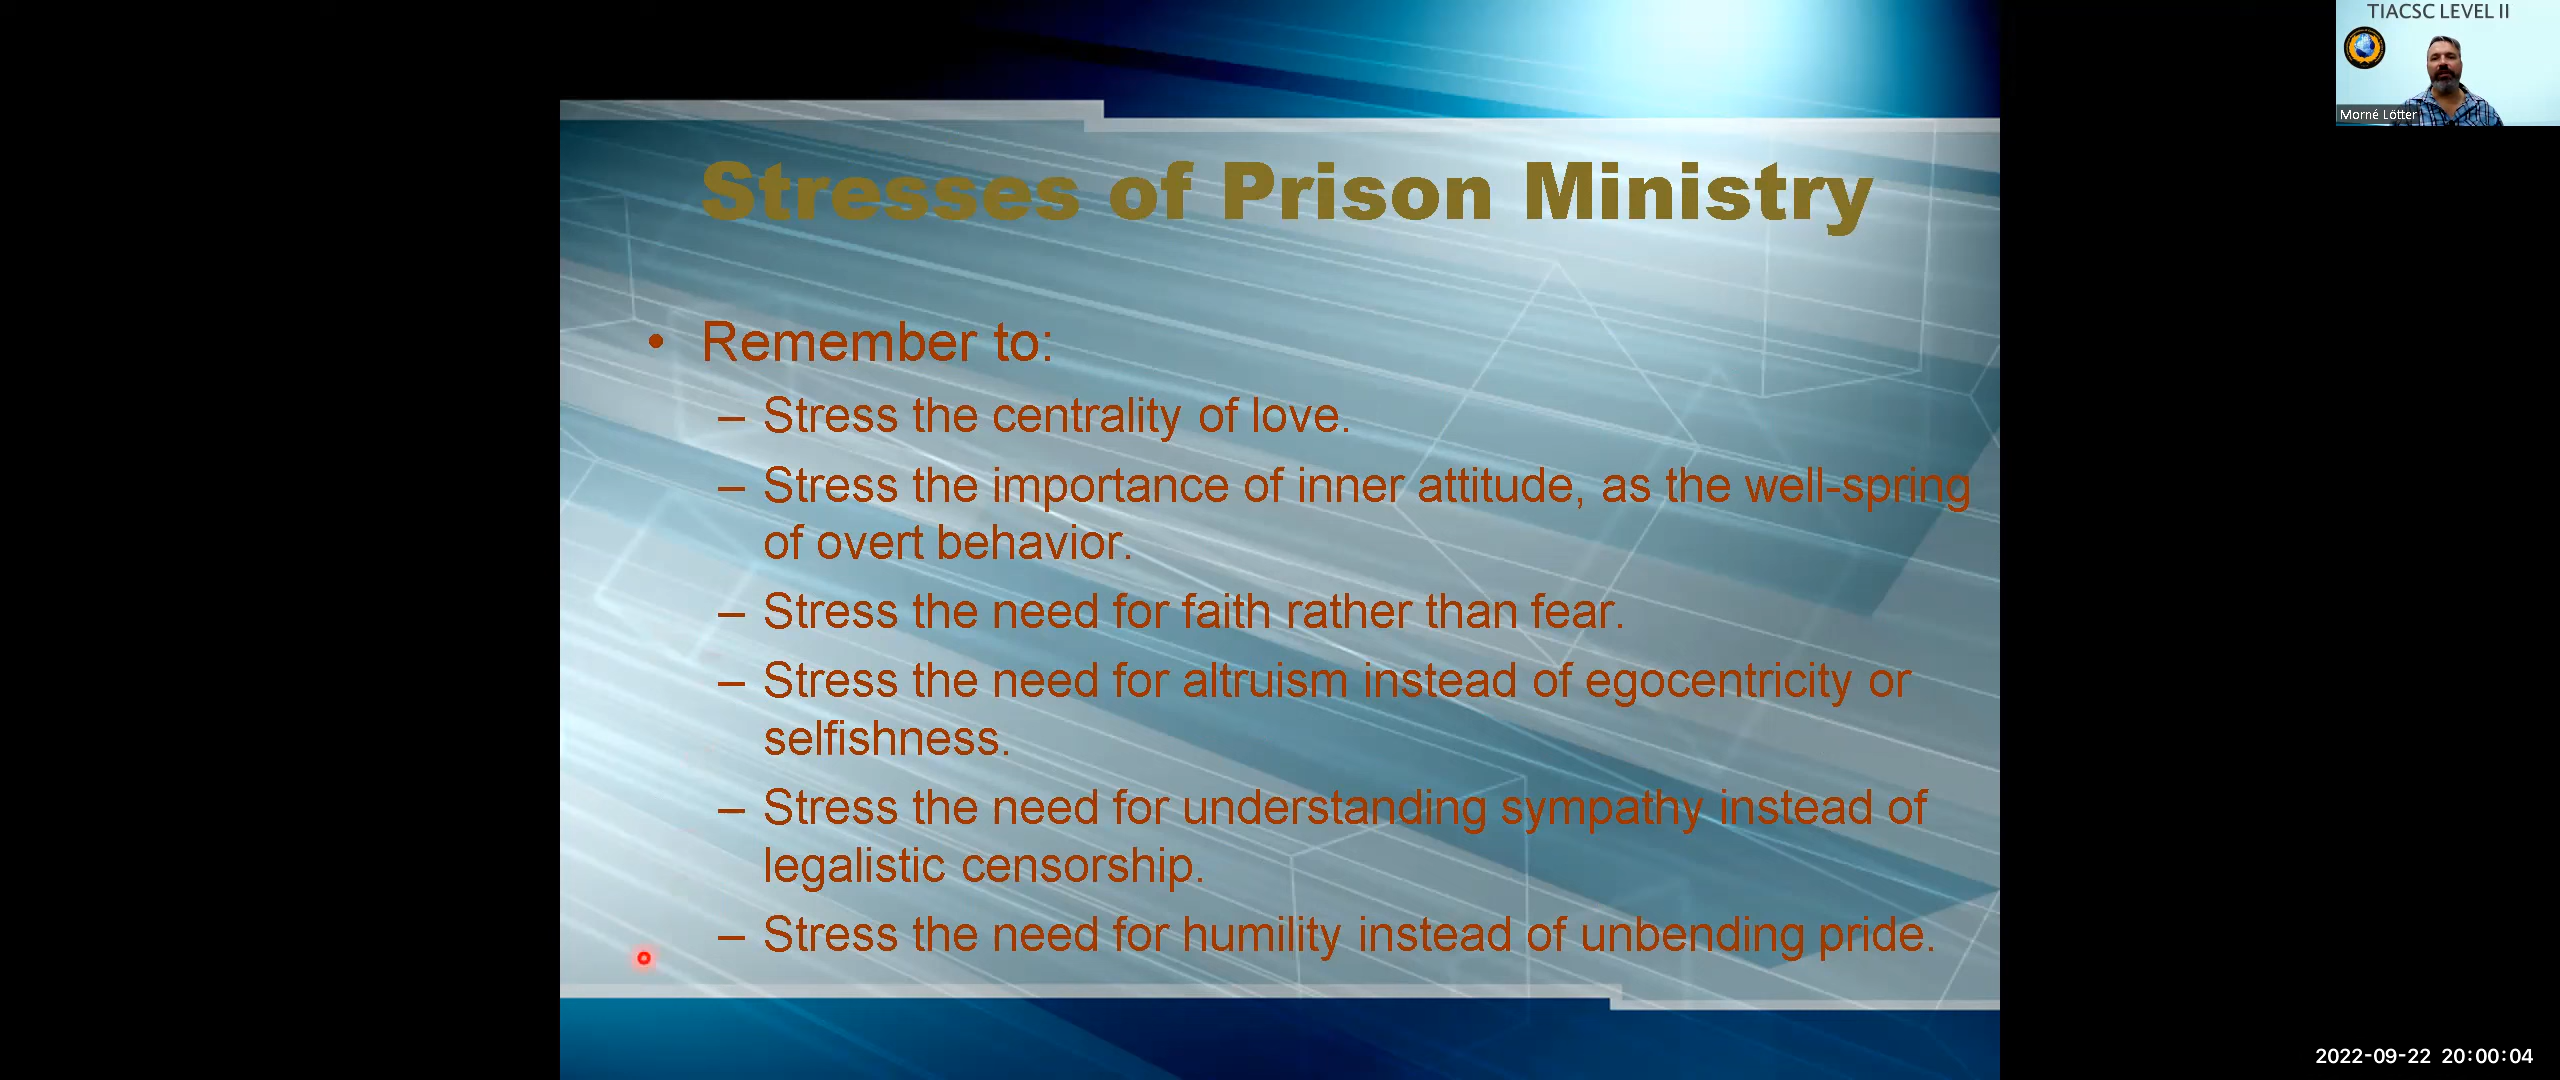 TIACSC LEVEL II
Morné Lötter
Stresses of Prison Ministry
• Remember to:
– Stress the centrality of love.
– Stress the importance of inner attitude, as the well-spring
of overt behavior.
– Stress the need for faith rather than fear.
– Stress the need for altruism instead of egocentricity or
selfishness.
– Stress the need for understanding sympathy instead of
legalistic censorship.
– Stress the need for humility instead of unbending pride.
2022-09-22 20:00:04